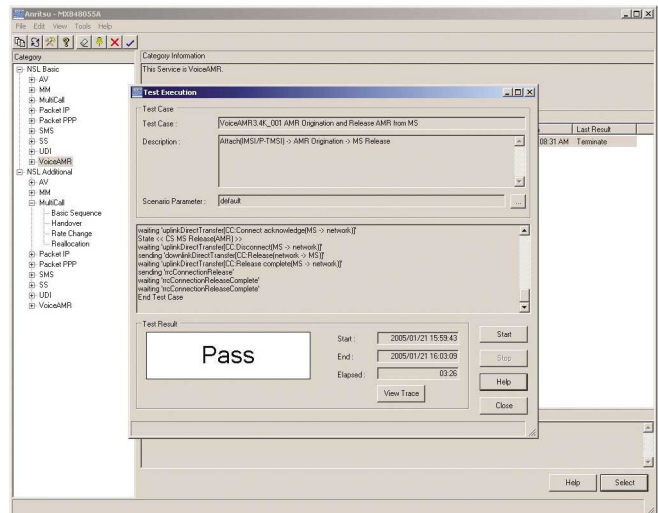 Anritsu - MX848055A
File Edit View Tools Help
Category
NSL Basic
AV
MM
MultiCall
Packet IP
Packet PPP
SMS
SS
UDI
VoiceAMR
NSL Additional
AV
MM
MultiCall
Basic Sequence
Handover
Rate Change
Reallocation
Packet IP
Packet PPP
SMS
SS
UDI
VoiceAMR
Category Information
This Service is VoiceAMR.
Last Result
08:31 AM Terminate
Test Execution
Test Case
Test Case : VoiceAMR3.4K_001 AMR Origination and Release AMR from MS
Description : Attach(IMSI/P-TMSI) -> AMR Origination -> MS Release
Scenario Parameter : default ...
waiting 'uplinkDirectTransfer[CC:Connect acknowledge(MS -> network)]'
State << CS MS Release(AMR) >>
waiting 'uplinkDirectTransfer[CC:Disconnect(MS -> network)]'
sending 'downlinkDirectTransfer[CC:Release(network -> MS)]'
waiting 'uplinkDirectTransfer[CC:Release complete(MS -> network)]'
sending 'rrcConnectionRelease'
waiting 'rrcConnectionReleaseComplete'
waiting 'rrcConnectionReleaseComplete'
End Test Case
Test Result
Pass
Start : 2005/01/21 15:59:43
End : 2005/01/21 16:03:09
Elapsed : 03:26
View Trace
Start
Stop
Help
Close
Help Select